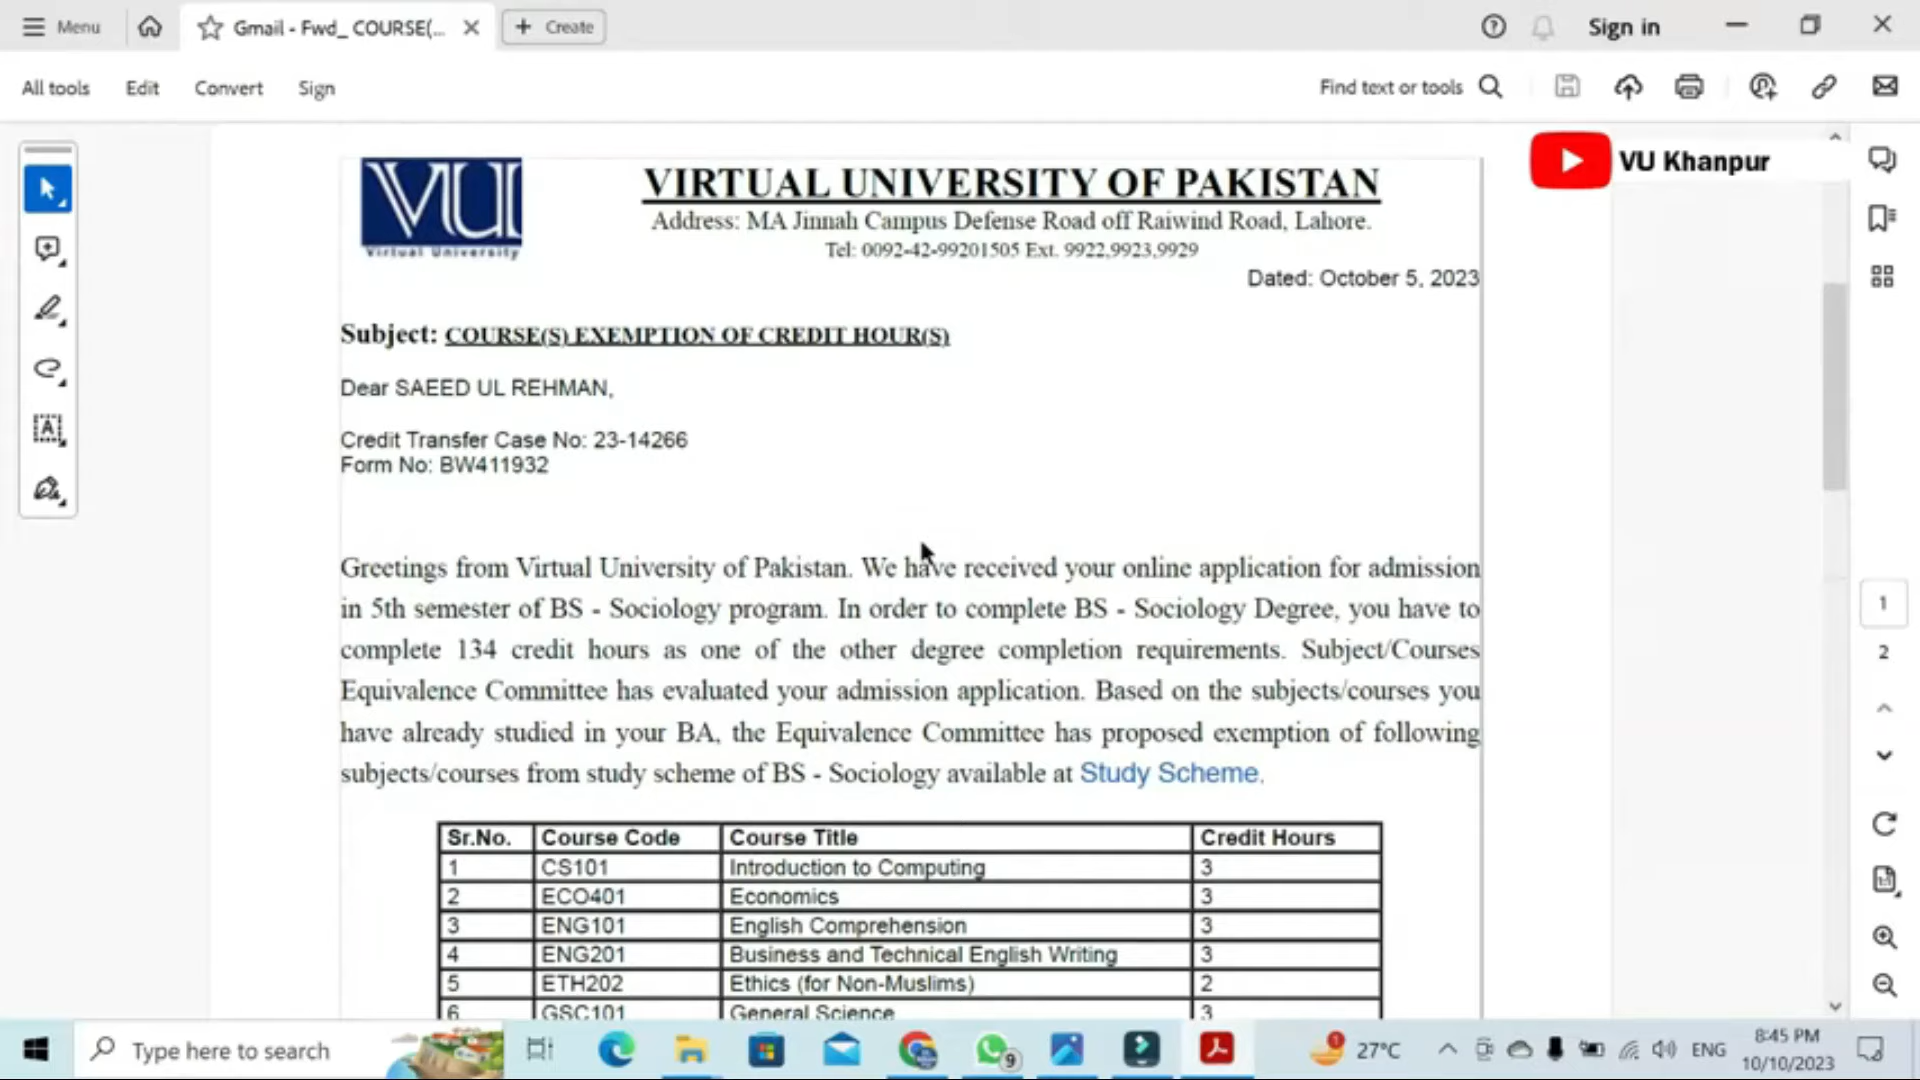 Menu
Gmail - Fwd_ COURSE(...
Create
Sign in
All tools
Edit
Convert
Sign
Find text or tools
VU Khanpur
VU
Virtual University
VIRTUAL UNIVERSITY OF PAKISTAN
Address: MA Jinnah Campus Defense Road off Raiwind Road, Lahore.
Tel: 0092-42-99201505 Ext. 9922,9923,9929
Dated: October 5, 2023
Subject: COURSE(S) EXEMPTION OF CREDIT HOUR(S)
Dear SAEED UL REHMAN,
Credit Transfer Case No: 23-14266
Form No: BW411932
Greetings from Virtual University of Pakistan. We have received your online application for admission
in 5th semester of BS - Sociology program. In order to complete BS - Sociology Degree, you have to
complete 134 credit hours as one of the other degree completion requirements. Subject/Courses
Equivalence Committee has evaluated your admission application. Based on the subjects/courses you
have already studied in your BA, the Equivalence Committee has proposed exemption of following
subjects/courses from study scheme of BS - Sociology available at Study Scheme.
Sr.No. Course Code Course Title Credit Hours
1 CS101 Introduction to Computing 3
2 ECO401 Economics 3
3 ENG101 English Comprehension 3
4 ENG201 Business and Technical English Writing 3
5 ETH202 Ethics (for Non-Muslims) 2
6 GSC101 General Science 3
1
2
Type here to search
9
1
27°C
ENG
8:45 PM
10/10/2023